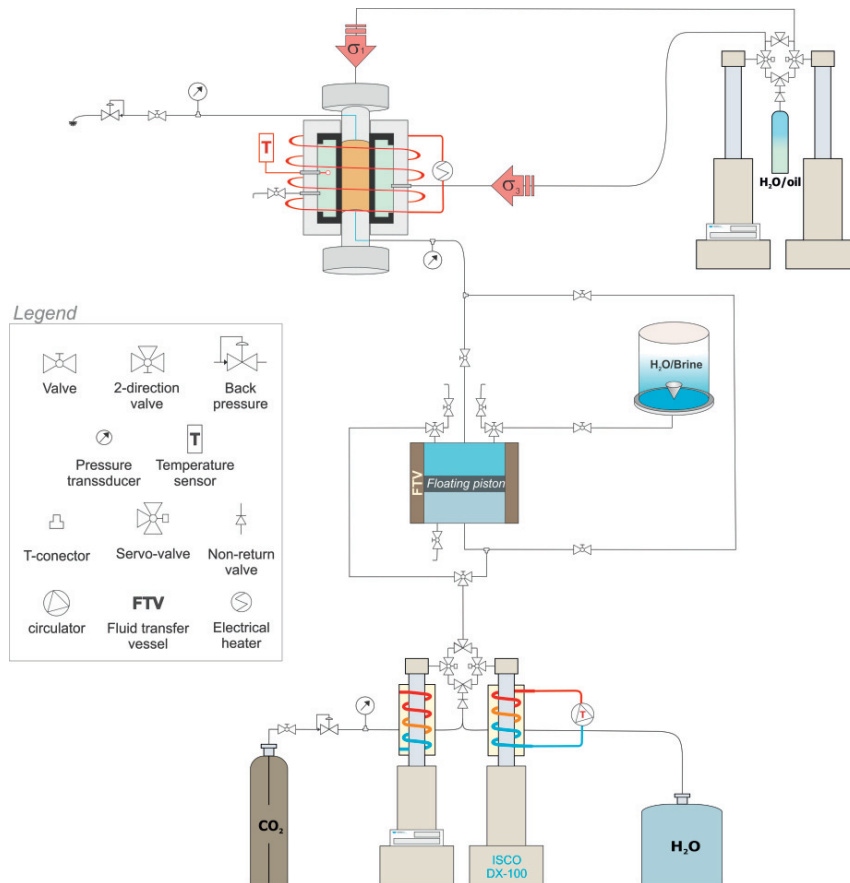 σ₁
T
σ₃
H₂O/oil
Legend
Valve
2-direction
valve
Back
pressure
T
Pressure
transsducer
Temperature
sensor
T-conector
Servo-valve
Non-return
valve
FTV
circulator
Fluid transfer
vessel
Electrical
heater
H₂O/Brine
FTV
Floating piston
T
CO₂
ISCO
DX-100
H₂O